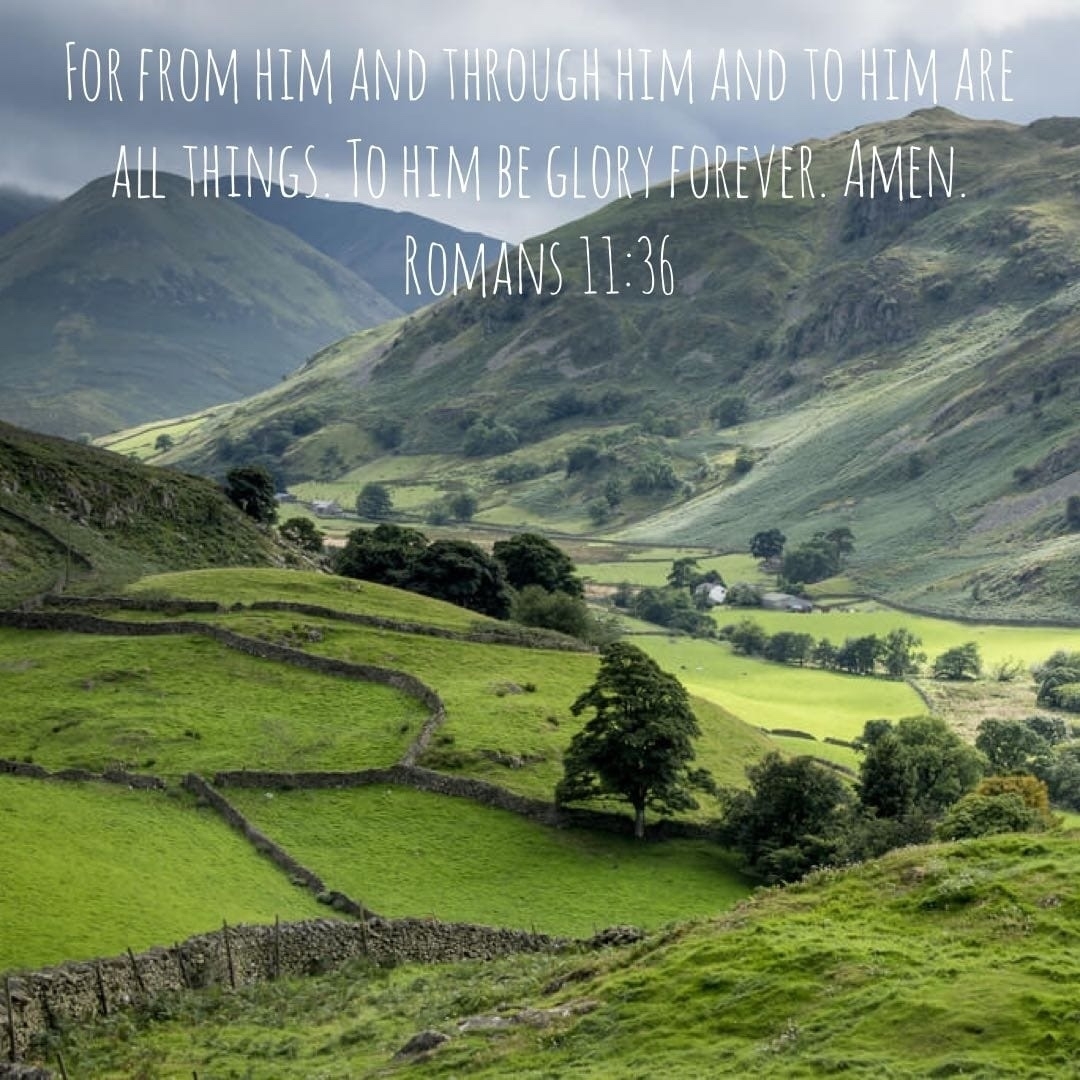 For from him and through him and to him are
all things. To him be glory forever. Amen.
Romans 11:36